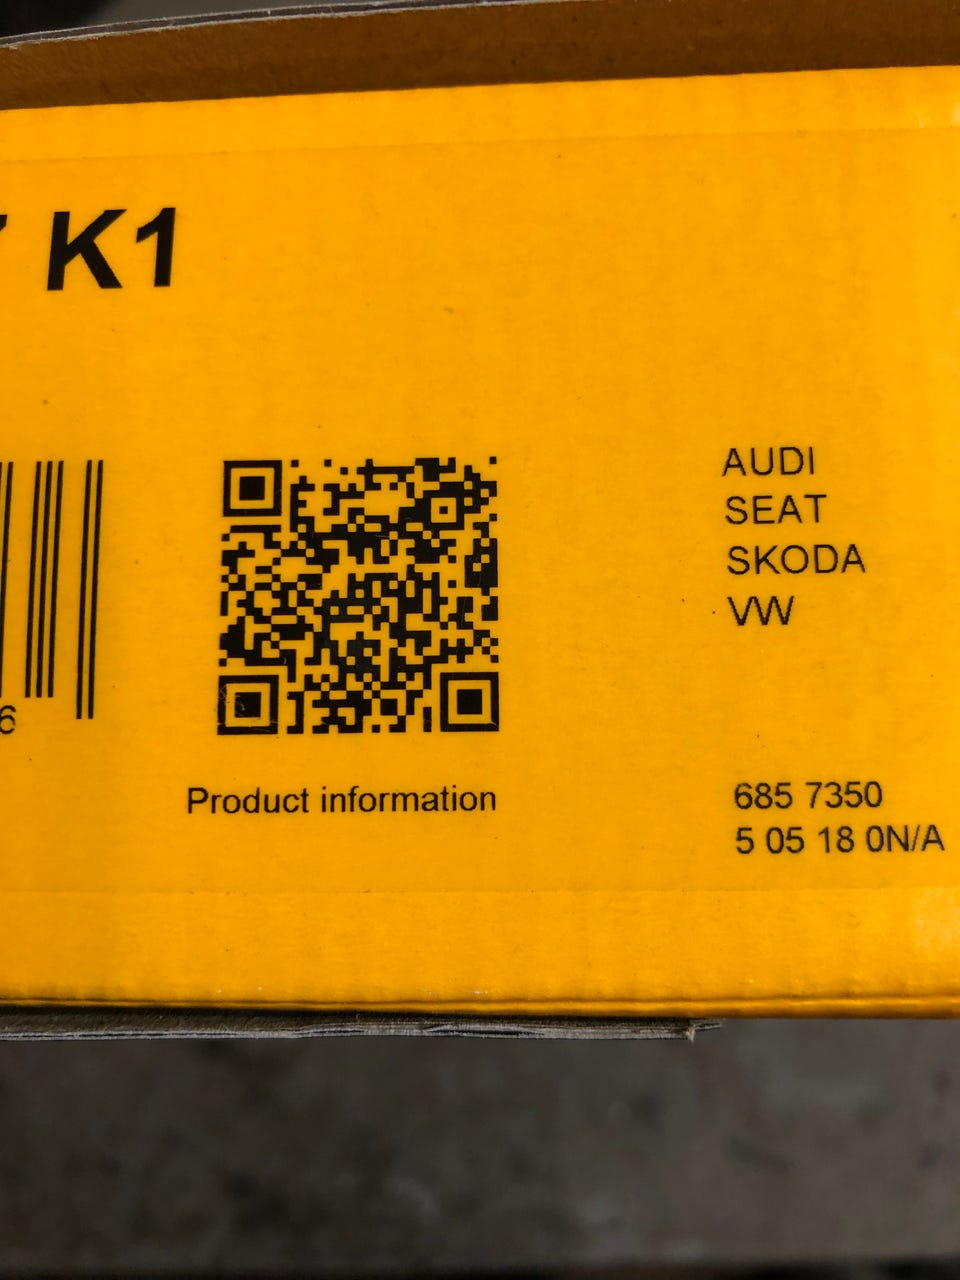 K1
AUDI
SEAT
SKODA
VW
6
Product information
685 7350
5 05 18 0N/A